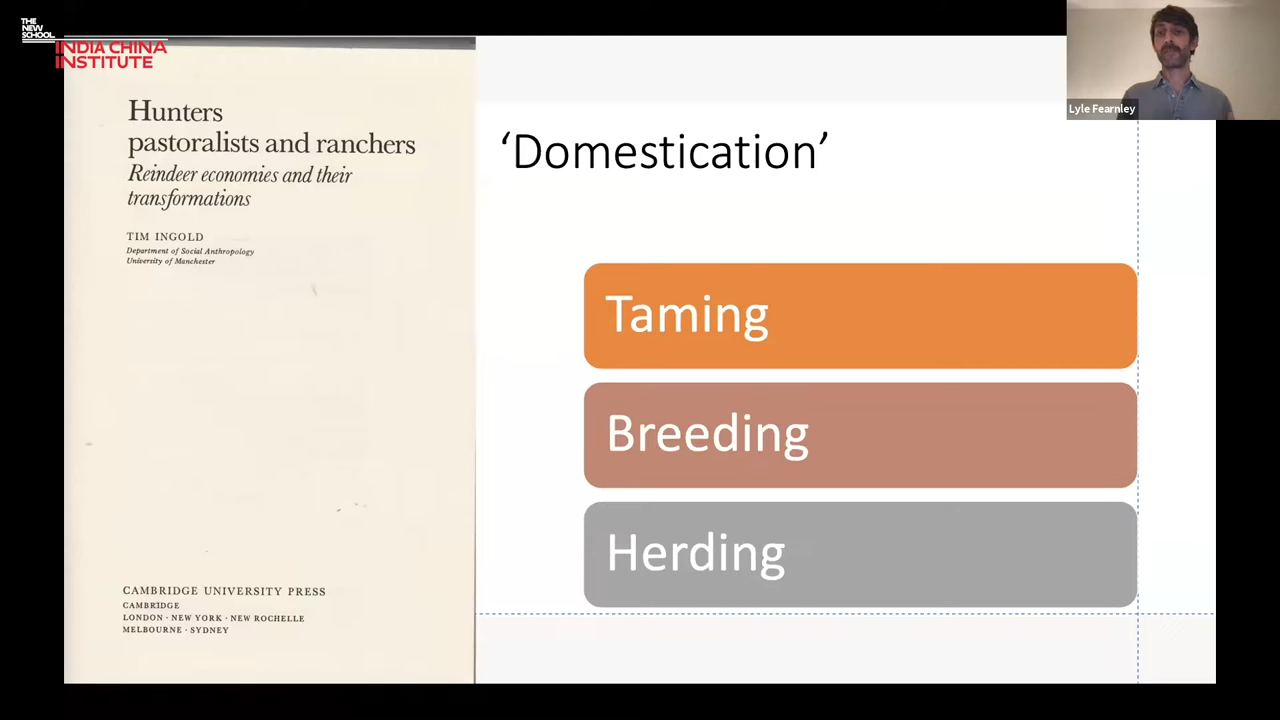 THE
NEW
SCHOOL
INDIA CHINA
INSTITUTE
Lyle Fearnley
Hunters
pastoralists and ranchers
Reindeer economies and their
transformations
TIM INGOLD
Department of Social Anthropology
University of Manchester
CAMBRIDGE UNIVERSITY PRESS
CAMBRIDGE
LONDON · NEW YORK · NEW ROCHELLE
MELBOURNE · SYDNEY
‘Domestication’
Taming
Breeding
Herding